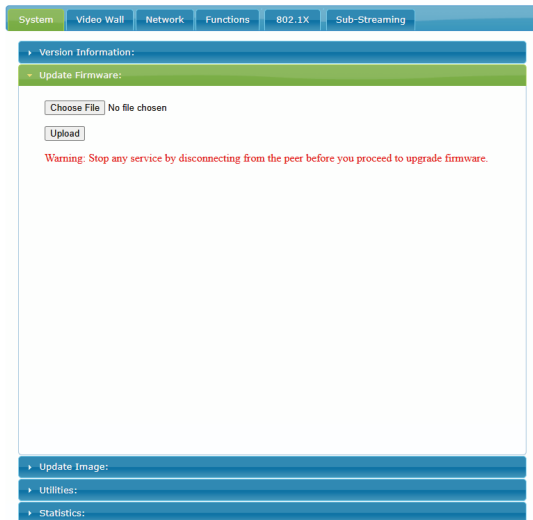 System Video Wall Network Functions 802.1X Sub-Streaming
Version Information:
Update Firmware:
Choose File No file chosen
Upload
Warning: Stop any service by disconnecting from the peer before you proceed to upgrade firmware.
Update Image:
Utilities:
Statistics: